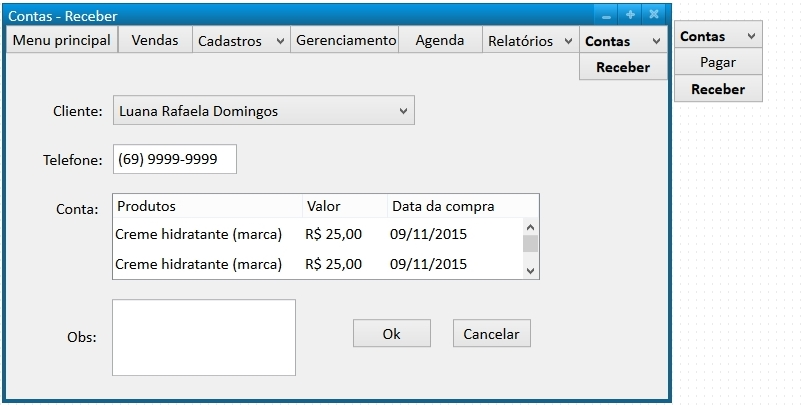 Contas - Receber
Menu principal Vendas Cadastros Gerenciamento Agenda Relatórios Contas
Receber
Contas
Pagar
Receber
Cliente: Luana Rafaela Domingos
Telefone: (69) 9999-9999
Conta: Produtos Valor Data da compra
Creme hidratante (marca) R$ 25,00 09/11/2015
Creme hidratante (marca) R$ 25,00 09/11/2015
Obs: Ok Cancelar